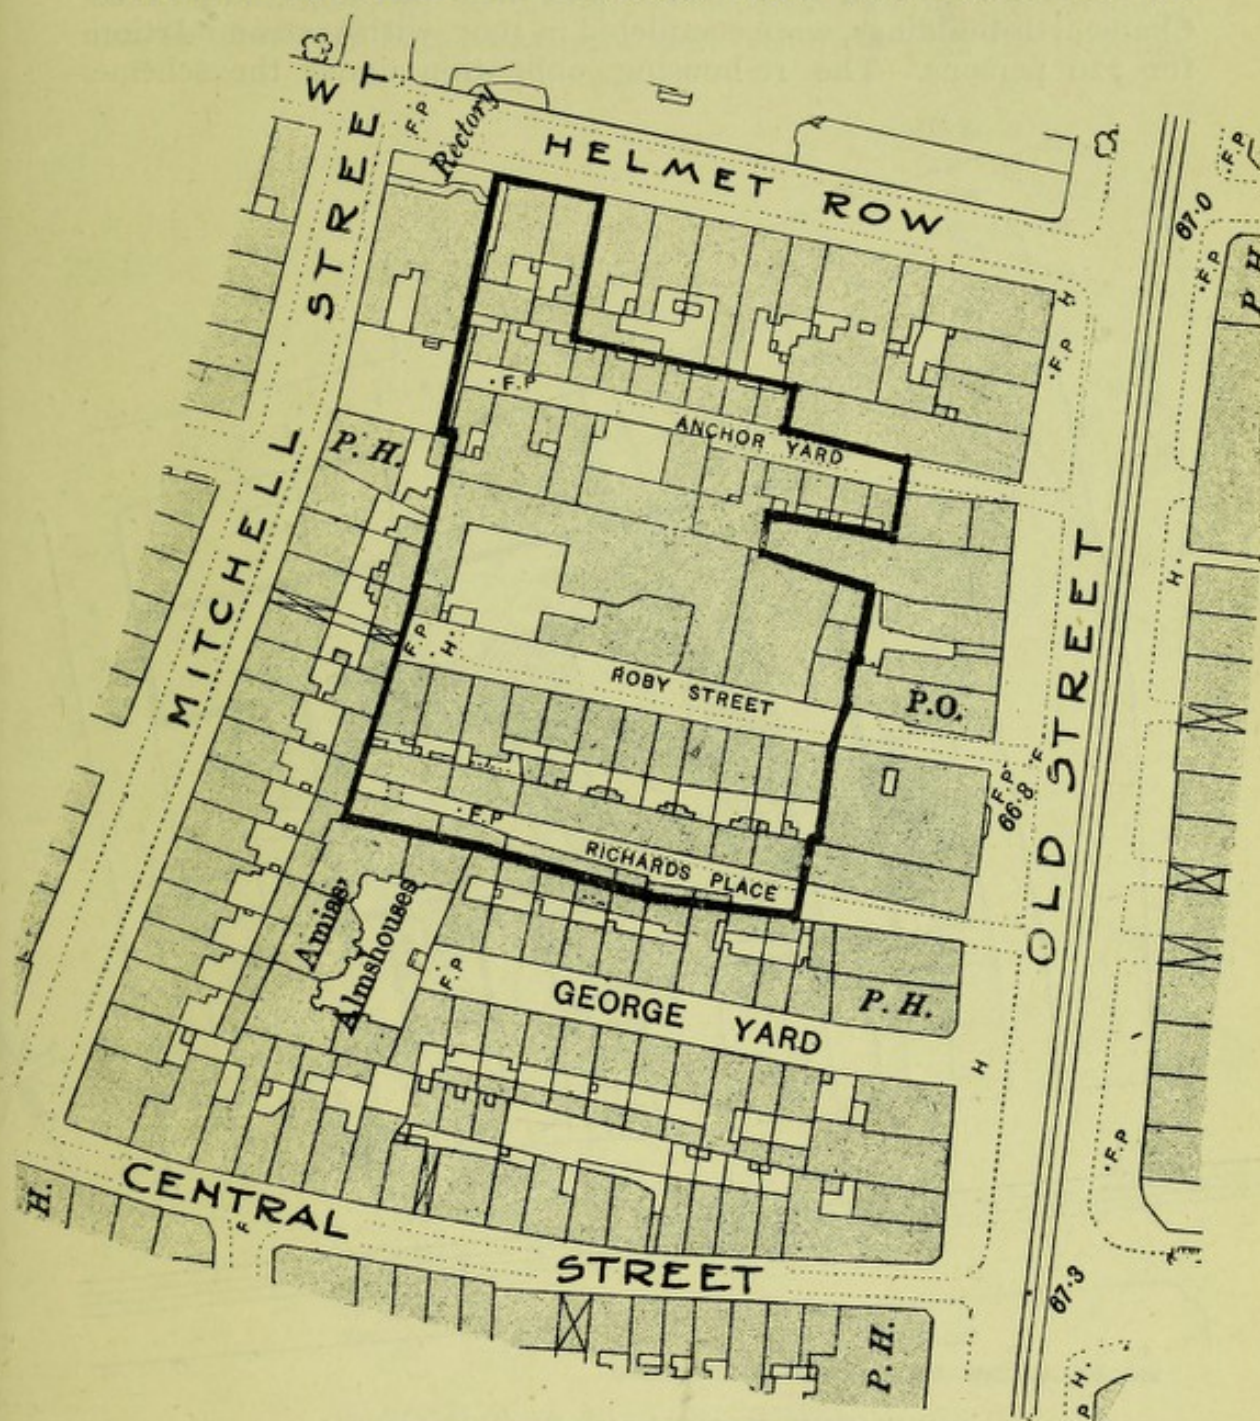 W
STREET
F.P
Rectory
HELMET ROW
F.P
67·0
F.P
P H
H
F.P
F.P
ANCHOR YARD
P. H.
MITCHELL
H.
F.P
H.
ROBY STREET
P.O.
F
F.P.
66·8
OLD STREET
F.P
RICHARDS PLACE
Amias'
Almshouses
F.P
GEORGE YARD
P. H.
H
F.P
CENTRAL
STREET
H.
F
67·3
P. H.
H.
P